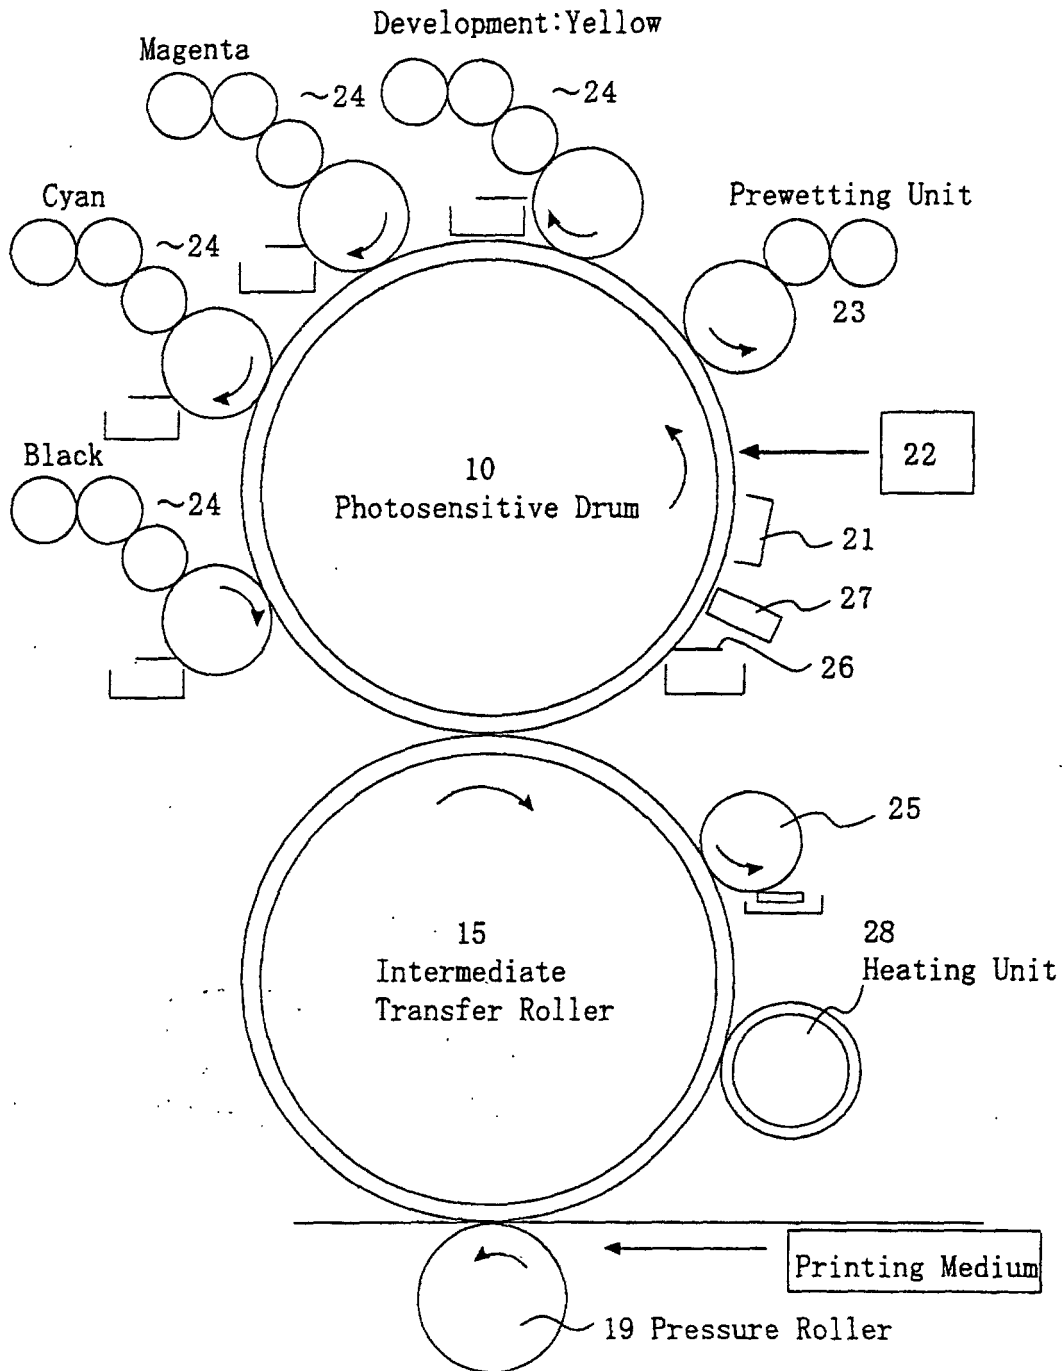 Development:Yellow
Magenta
~24
~24
Cyan
~24
Prewetting Unit
23
Black
~24
10
Photosensitive Drum
22
21
27
26
25
15
Intermediate
Transfer Roller
28
Heating Unit
Printing Medium
19 Pressure Roller